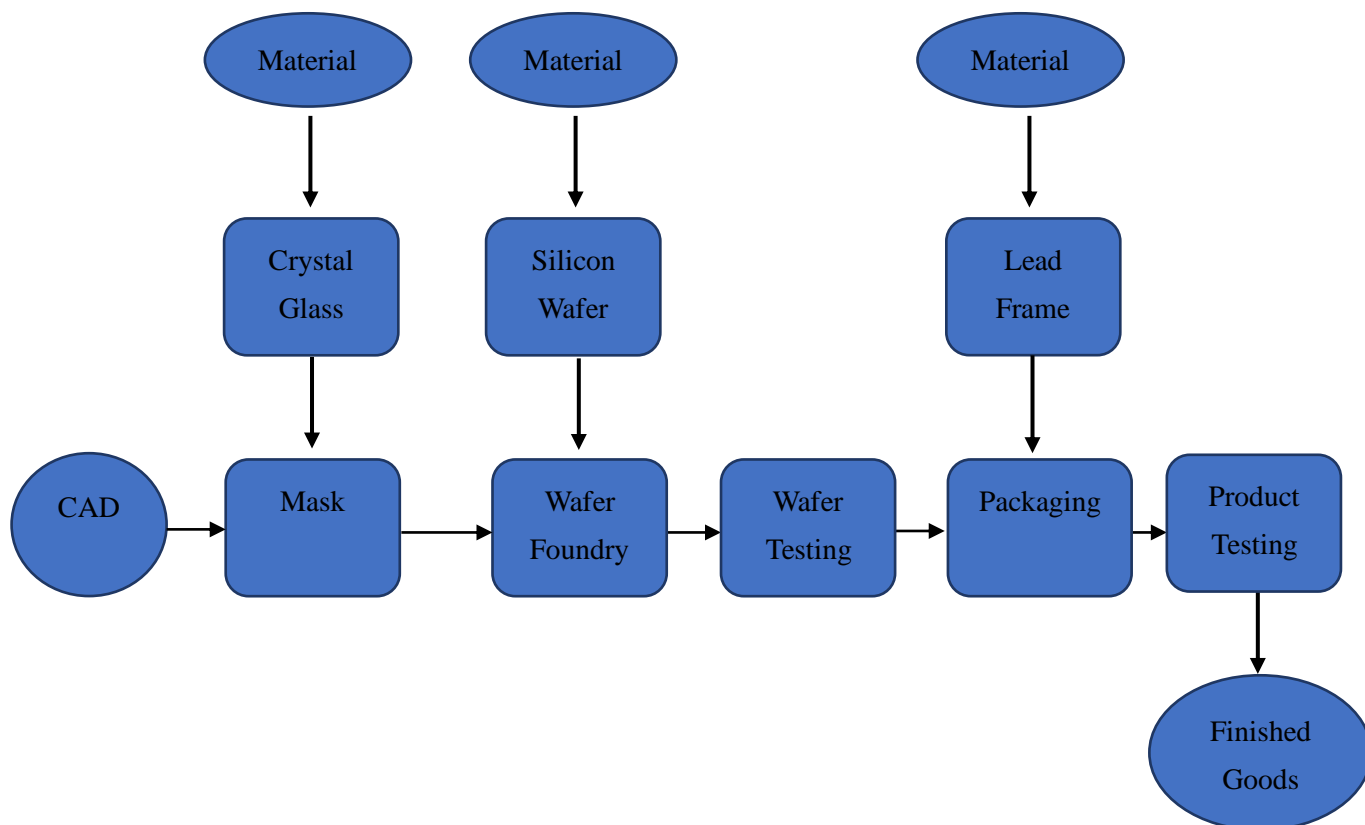 Material
Material
Material
Crystal
Glass
Silicon
Wafer
Lead
Frame
CAD
Mask
Wafer
Foundry
Wafer
Testing
Packaging
Product
Testing
Finished
Goods